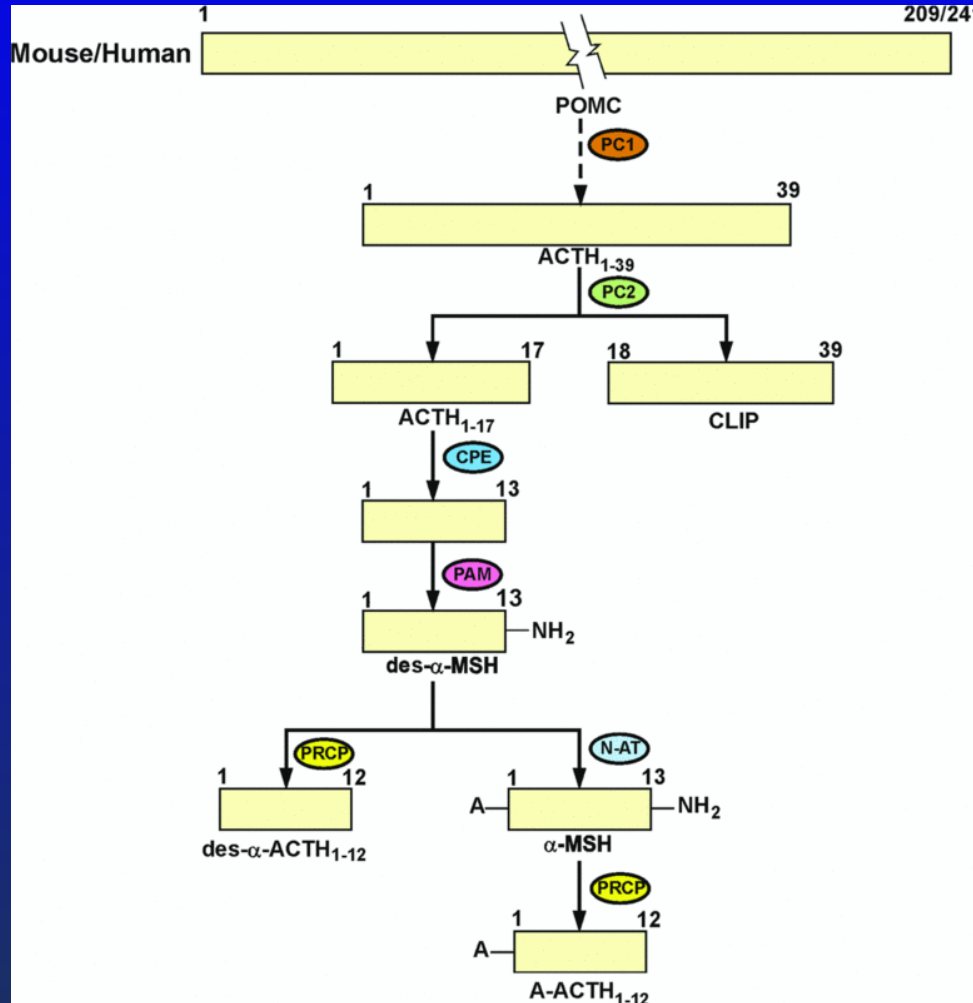 1 209/24
Mouse/Human
POMC
PC1
1 39
ACTH1-39
PC2
1 17 18 39
ACTH1-17 CLIP
CPE
1 13
PAM
1 13
NH2
des-α-MSH
PRCP N-AT
1 12 1 13
A NH2
des-α-ACTH1-12 α-MSH
PRCP
1 12
A
A-ACTH1-12